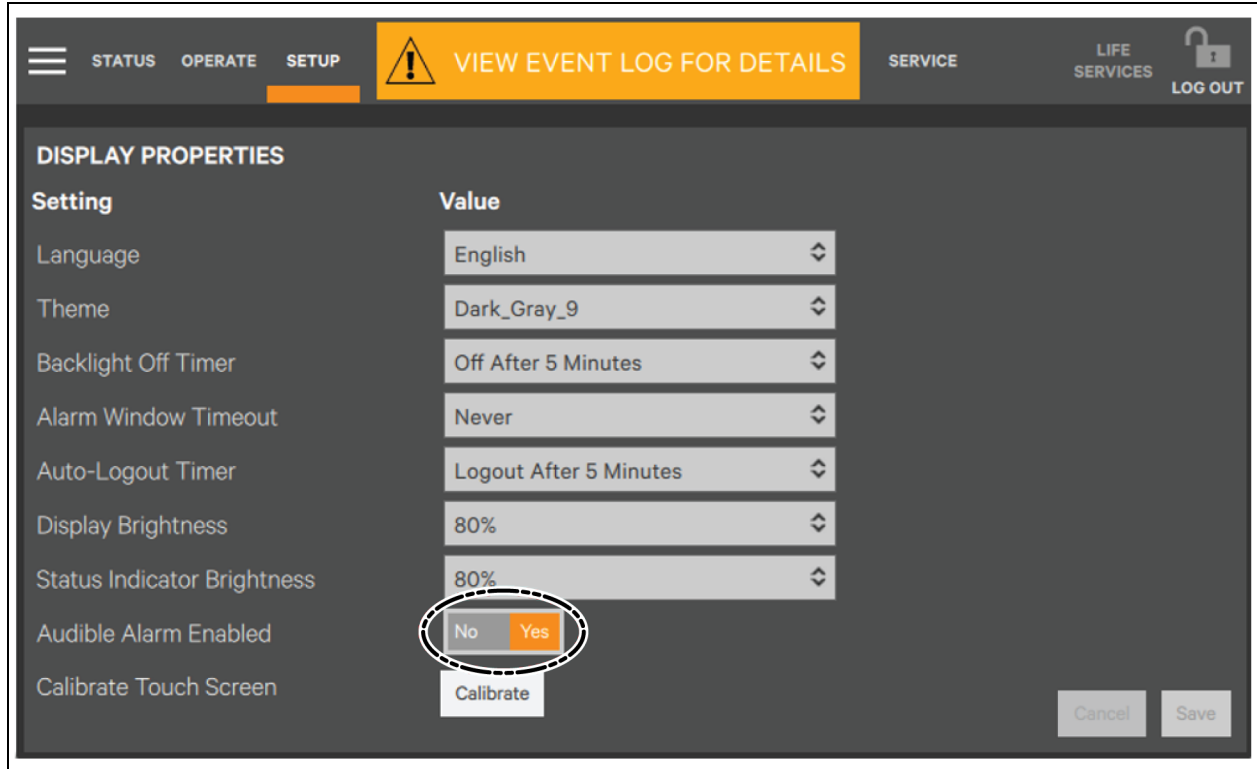 STATUS OPERATE SETUP VIEW EVENT LOG FOR DETAILS SERVICE LIFE SERVICES LOG OUT
DISPLAY PROPERTIES
Setting Value
Language English
Theme Dark_Gray_9
Backlight Off Timer Off After 5 Minutes
Alarm Window Timeout Never
Auto-Logout Timer Logout After 5 Minutes
Display Brightness 80%
Status Indicator Brightness 80%
Audible Alarm Enabled No Yes
Calibrate Touch Screen Calibrate
Cancel Save